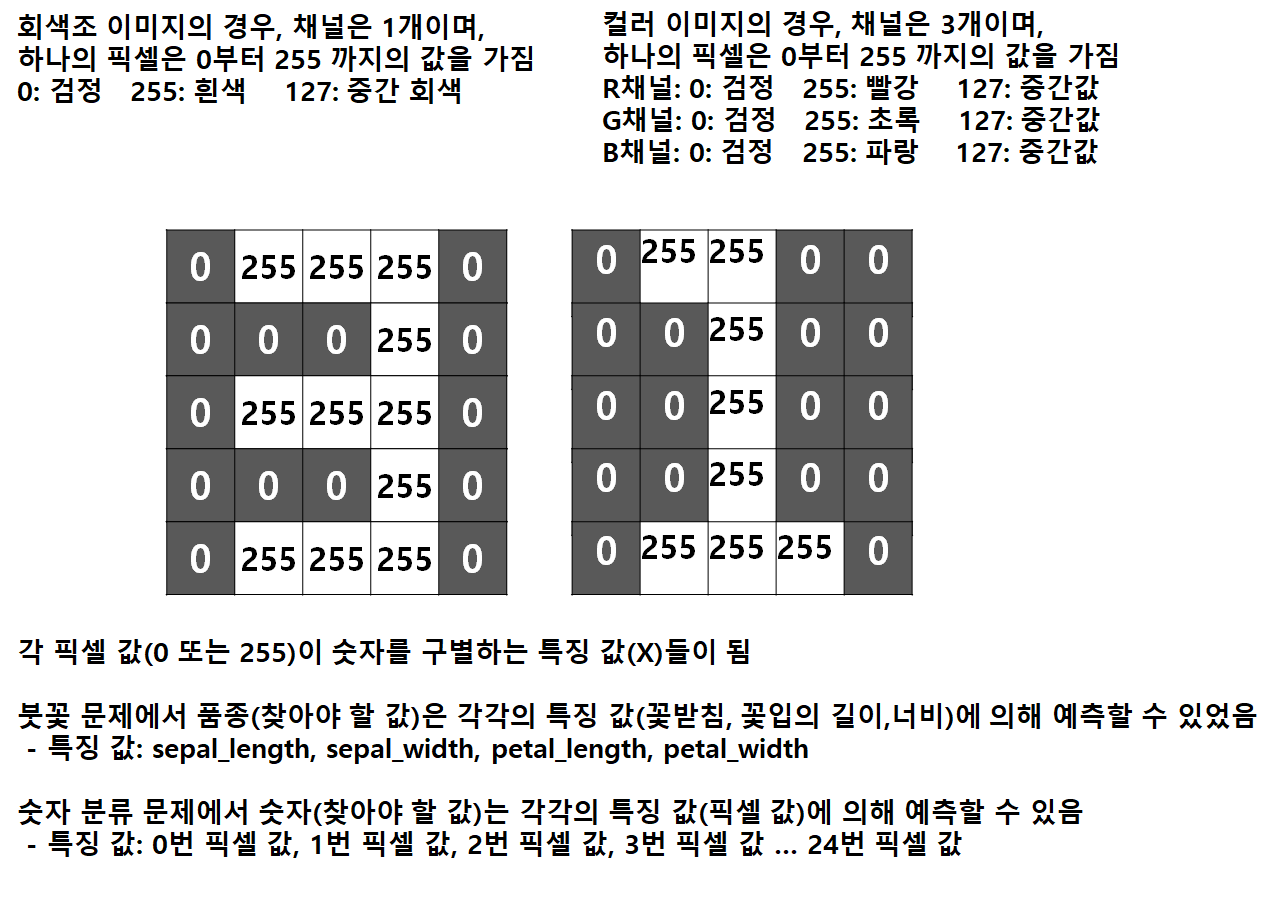 회색조 이미지의 경우, 채널은 1개이며,
하나의 픽셀은 0부터 255 까지의 값을 가짐
0: 검정 255: 흰색 127: 중간 회색
컬러 이미지의 경우, 채널은 3개이며,
하나의 픽셀은 0부터 255 까지의 값을 가짐
R채널: 0: 검정 255: 빨강 127: 중간값
G채널: 0: 검정 255: 초록 127: 중간값
B채널: 0: 검정 255: 파랑 127: 중간값
0 255 255 255 0
0 0 0 255 0
0 255 255 255 0
0 0 0 255 0
0 255 255 255 0
0 255 255 0 0
0 0 255 0 0
0 0 255 0 0
0 0 255 0 0
0 255 255 255 0
각 픽셀 값(0 또는 255)이 숫자를 구별하는 특징 값(X)들이 됨
붓꽃 문제에서 품종(찾아야 할 값)은 각각의 특징 값(꽃받침, 꽃입의 길이,너비)에 의해 예측할 수 있었음
- 특징 값: sepal_length, sepal_width, petal_length, petal_width
숫자 분류 문제에서 숫자(찾아야 할 값)는 각각의 특징 값(픽셀 값)에 의해 예측할 수 있음
- 특징 값: 0번 픽셀 값, 1번 픽셀 값, 2번 픽셀 값, 3번 픽셀 값 ... 24번 픽셀 값